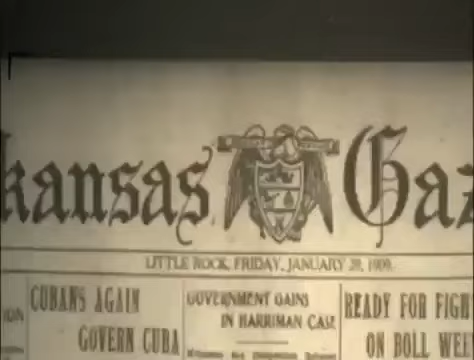 kansas Gaz
LITTLE ROCK, FRIDAY, JANUARY 29, 1909.
CUBANS AGAIN
GOVERN CUBA
GOVERNMENT GAINS
IN HARRIMAN CASE
READY FOR FIGH
ON BOLL WEE